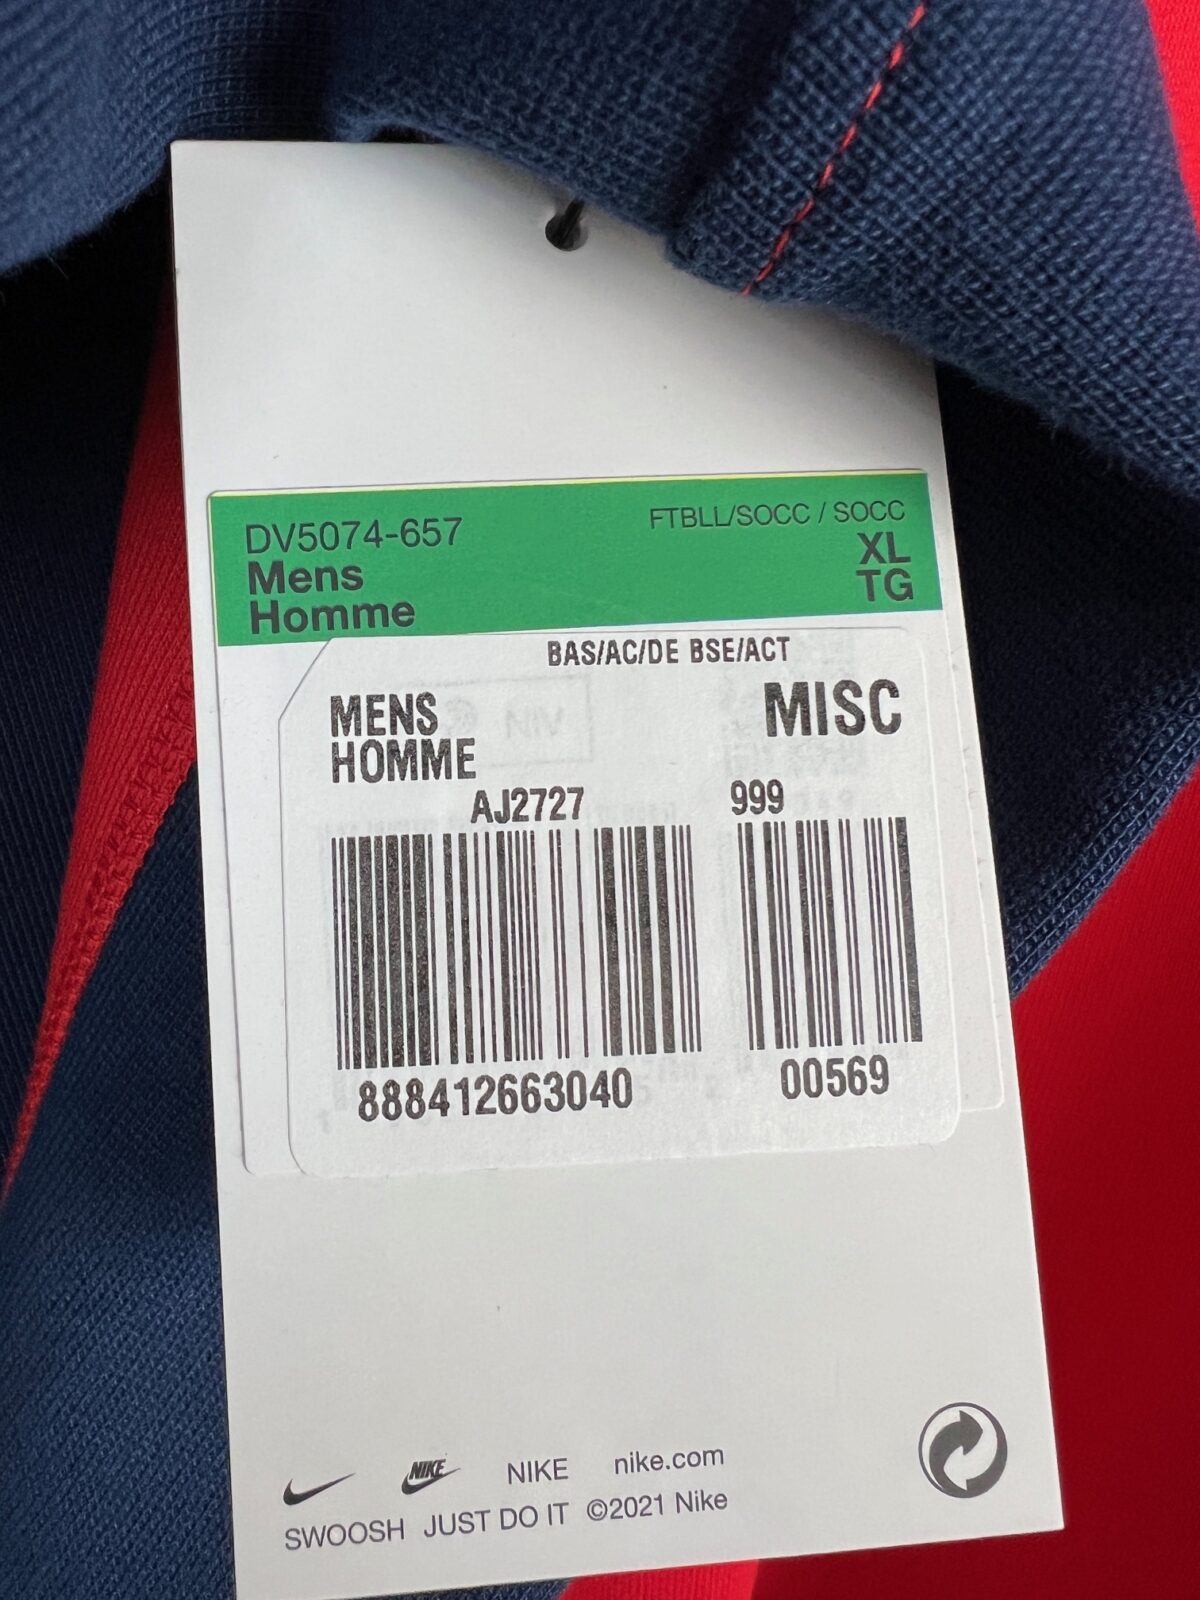 DV5074-657
FTBLL/SOCC / SOCC
Mens
XL
Homme
TG
BAS/AC/DE BSE/ACT
MENS
MISC
HOMME
AJ2727
999
888412663040
00569
NIKE
NIKE
nike.com
SWOOSH JUST DO IT ©2021 Nike